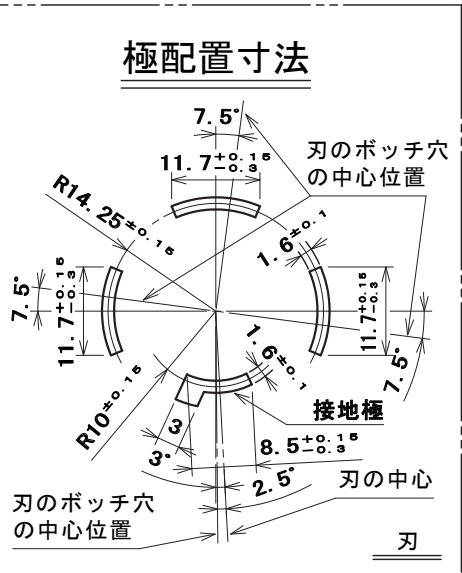 極配置寸法
7.5°
刃のボッチ穴
の中心位置
11.7+0.15-0.3
R14.25±0.15
1.6±0.1
7.5°
11.7+0.15-0.3
11.7+0.15-0.3
7.5°
1.6±0.1
R10±0.15
接地極
3
8.5+0.15-0.3
3°
2.5°
刃の中心
刃のボッチ穴
の中心位置
刃